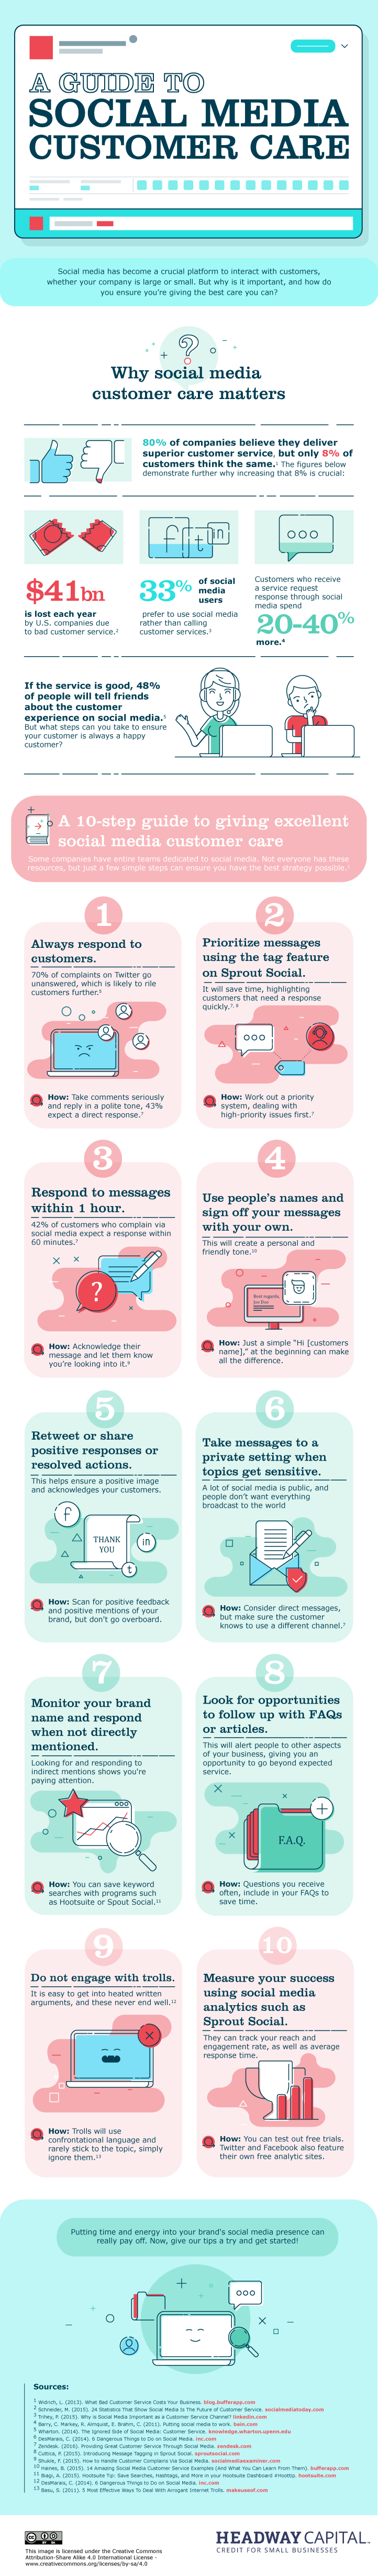 A GUIDE TO
SOCIAL MEDIA
CUSTOMER CARE
Social media has become a crucial platform to interact with customers,
whether your company is large or small. But why is it important, and how do
you ensure you're giving the best care you can?
?
Why social media
customer care matters
80% of companies believe they deliver
superior customer service, but only 8% of
customers think the same.¹ The figures below
demonstrate further why increasing that 8% is crucial:
f t in
$41bn
is lost each year
by U.S. companies due
to bad customer service.²
33% of social
media
users
prefer to use social media
rather than calling
customer services.³
Customers who receive
a service request
response through social
media spend
20-40%
more.⁴
If the service is good, 48%
of people will tell friends
about the customer
experience on social media.⁵
But what steps can you take to ensure
your customer is always a happy
customer?
A 10-step guide to giving excellent
social media customer care
Some companies have entire teams dedicated to social media. Not everyone has these
resources, but just a few simple steps can ensure you have the best strategy possible.⁶
1
Always respond to
customers.
70% of complaints on Twitter go
unanswered, which is likely to rile
customers further.⁵
How: Take comments seriously
and reply in a polite tone, 43%
expect a direct response.⁷
2
Prioritize messages
using the tag feature
on Sprout Social.
It will save time, highlighting
customers that need a response
quickly.⁷, ⁸
How: Work out a priority
system, dealing with
high-priority issues first.⁷
3
Respond to messages
within 1 hour.
42% of customers who complain via
social media expect a response within
60 minutes.⁷
?
How: Acknowledge their
message and let them know
you're looking into it.⁹
4
Use people's names and
sign off your messages
with your own.
This will create a personal and
friendly tone.¹⁰
Best regards,
Joe Doe
How: Just a simple "Hi [customers
name]," at the beginning can make
all the difference.
5
Retweet or share
positive responses or
resolved actions.
This helps ensure a positive image
and acknowledges your customers.
f
THANK
YOU
in
t
How: Scan for positive feedback
and positive mentions of your
brand, but don't go overboard.
6
Take messages to a
private setting when
topics get sensitive.
A lot of social media is public, and
people don't want everything
broadcast to the world
How: Consider direct messages,
but make sure the customer
knows to use a different channel.⁷
7
Monitor your brand
name and respond
when not directly
mentioned.
Looking for and responding to
indirect mentions shows you're
paying attention.
How: You can save keyword
searches with programs such
as Hootsuite or Spout Social.¹¹
8
Look for opportunities
to follow up with FAQs
or articles.
This will alert people to other aspects
of your business, giving you an
opportunity to go beyond expected
service.
F.A.Q.
How: Questions you receive
often, include in your FAQs to
save time.
9
Do not engage with trolls.
It is easy to get into heated written
arguments, and these never end well.¹²
How: Trolls will use
confrontational language and
rarely stick to the topic, simply
ignore them.¹³
10
Measure your success
using social media
analytics such as
Sprout Social.
They can track your reach and
engagement rate, as well as average
response time.
How: You can test out free trials.
Twitter and Facebook also feature
their own free analytic sites.
Putting time and energy into your brand's social media presence can
really pay off. Now, give our tips a try and get started!
Sources:
1 Widrich, L. (2013). What Bad Customer Service Costs Your Business. blog.bufferapp.com
2 Schneider, M. (2015). 24 Statistics That Show Social Media Is The Future of Customer Service. socialmediatoday.com
3 Trihey, P. (2015). Why is Social Media Important as a Customer Service Channel? linkedin.com
4 Barry, C. Markey, R. Almquist, E. Brahm, C. (2011). Putting social media to work. bain.com
5 Wharton. (2014). The Ignored Side of Social Media: Customer Service. knowledge.wharton.upenn.edu
6 DesMarais, C. (2014). 6 Dangerous Things to Do on Social Media. inc.com
7 Zendesk. (2016). Providing Great Customer Service Through Social Media. zendesk.com
8 Cuttica, P. (2015). Introducing Message Tagging in Sprout Social. sproutsocial.com
9 Shukle, F. (2015). How to Handle Customer Complaints Via Social Media. socialmediaexaminer.com
10 Haines, B. (2015). 14 Amazing Social Media Customer Service Examples (And What You Can Learn From Them). bufferapp.com
11 Biagi, A. (2015). Hootsuite Tip: Save Searches, Hashtags, and More in your Hootsuite Dashboard #Hoottip. hootsuite.com
12 DesMarais, C. (2014). 6 Dangerous Things to Do on Social Media. inc.com
13 Basu, S. (2011). 5 Most Effective Ways To Deal With Arrogant Internet Trolls. makeuseof.com
This image is licensed under the Creative Commons
Attribution-Share Alike 4.0 International License -
www.creativecommons.org/licenses/by-sa/4.0
HEADWAY CAPITAL.
CREDIT FOR SMALL BUSINESSES